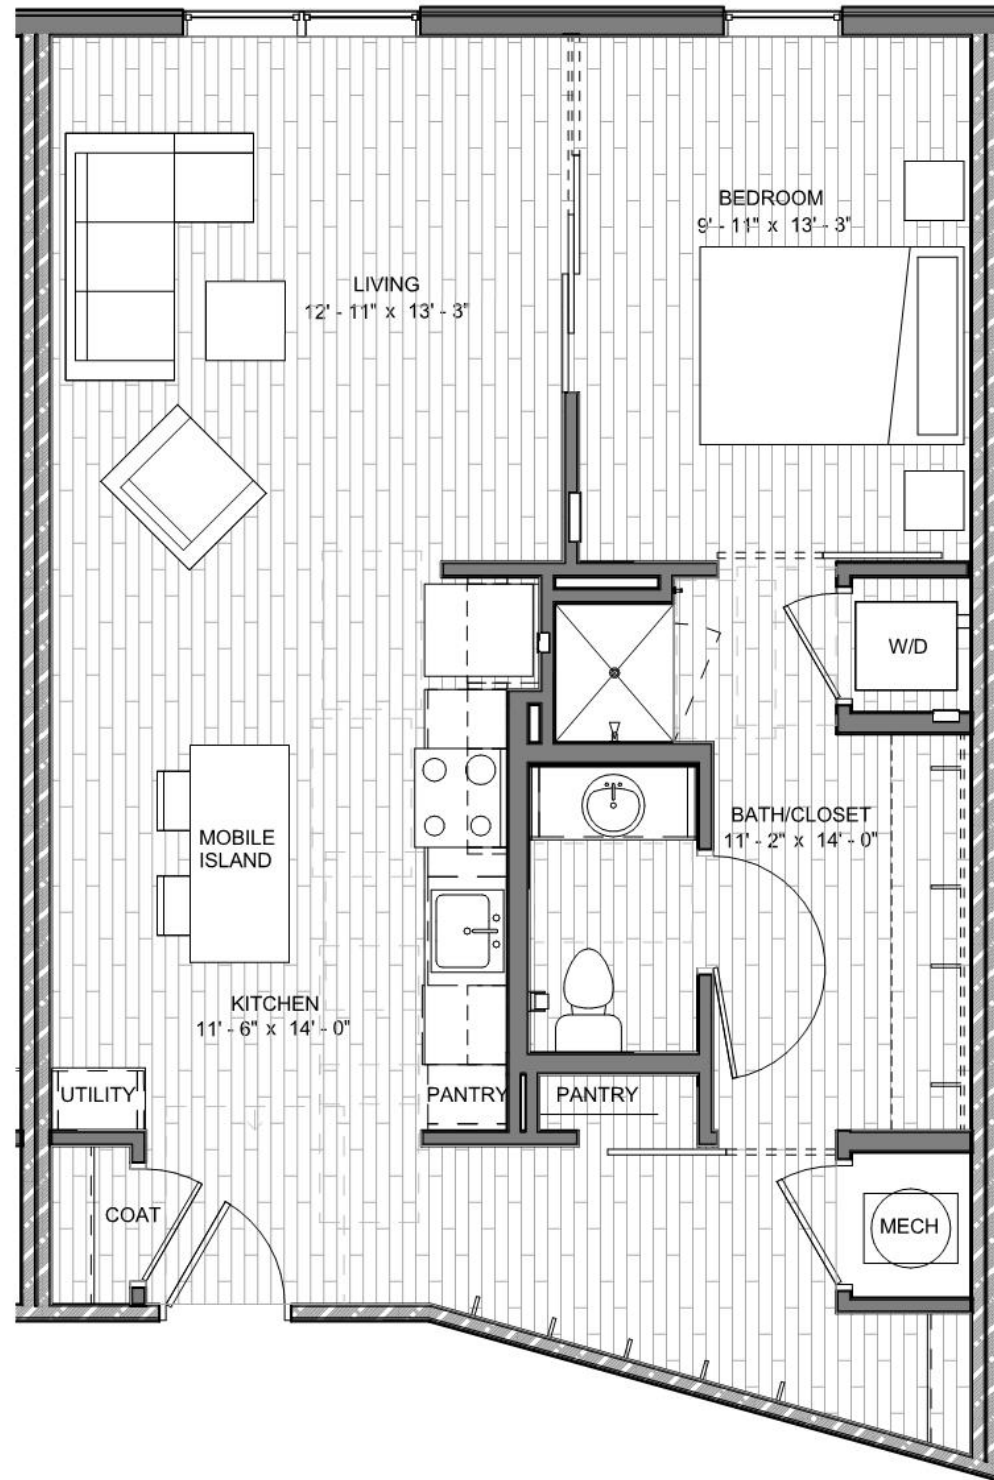 BEDROOM
9' - 11" x 13' - 3"
LIVING
12' - 11" x 13' - 3"
W/D
MOBILE
ISLAND
BATH/CLOSET
11' - 2" x 14' - 0"
KITCHEN
11' - 6" x 14' - 0"
UTILITY
PANTRY
PANTRY
COAT
MECH